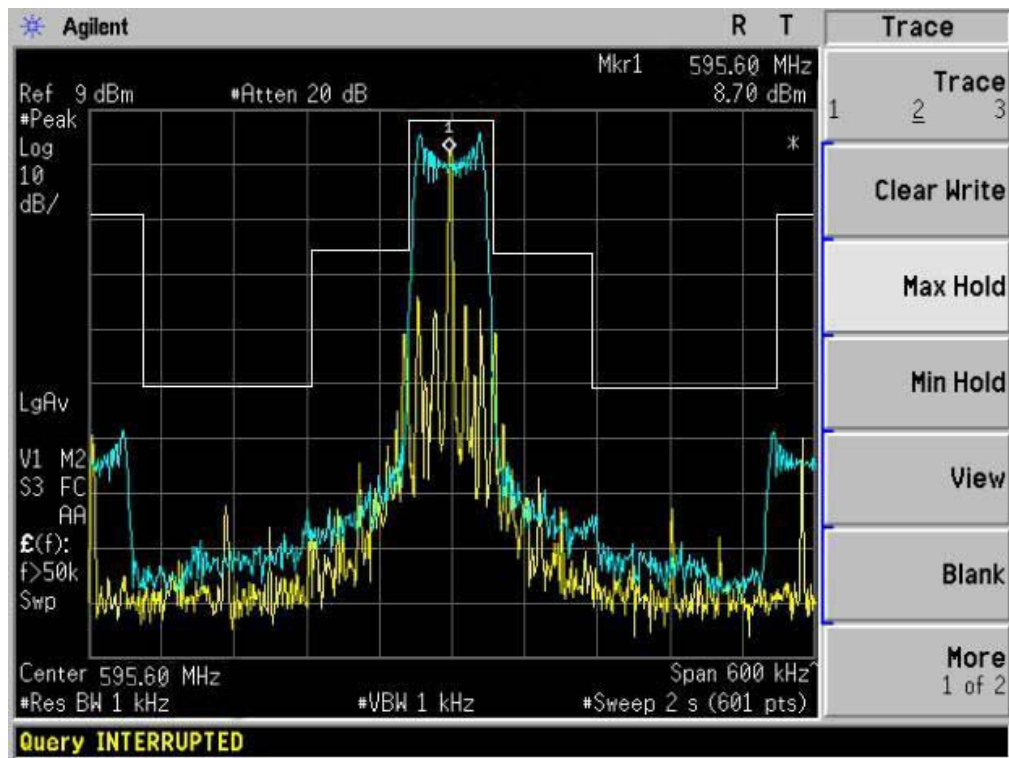 Agilent
R T
Trace
Mkr1 595.60 MHz
Ref 9 dBm #Atten 20 dB 8.70 dBm
#Peak
Log
10
dB/
1
*
LgAv
V1 M2
S3 FC
AA
£(f):
f>50k
Swp
Center 595.60 MHz Span 600 kHz^
#Res BW 1 kHz #VBW 1 kHz #Sweep 2 s (601 pts)
Query INTERRUPTED
Trace
1 2 3
Clear Write
Max Hold
Min Hold
View
Blank
More
1 of 2